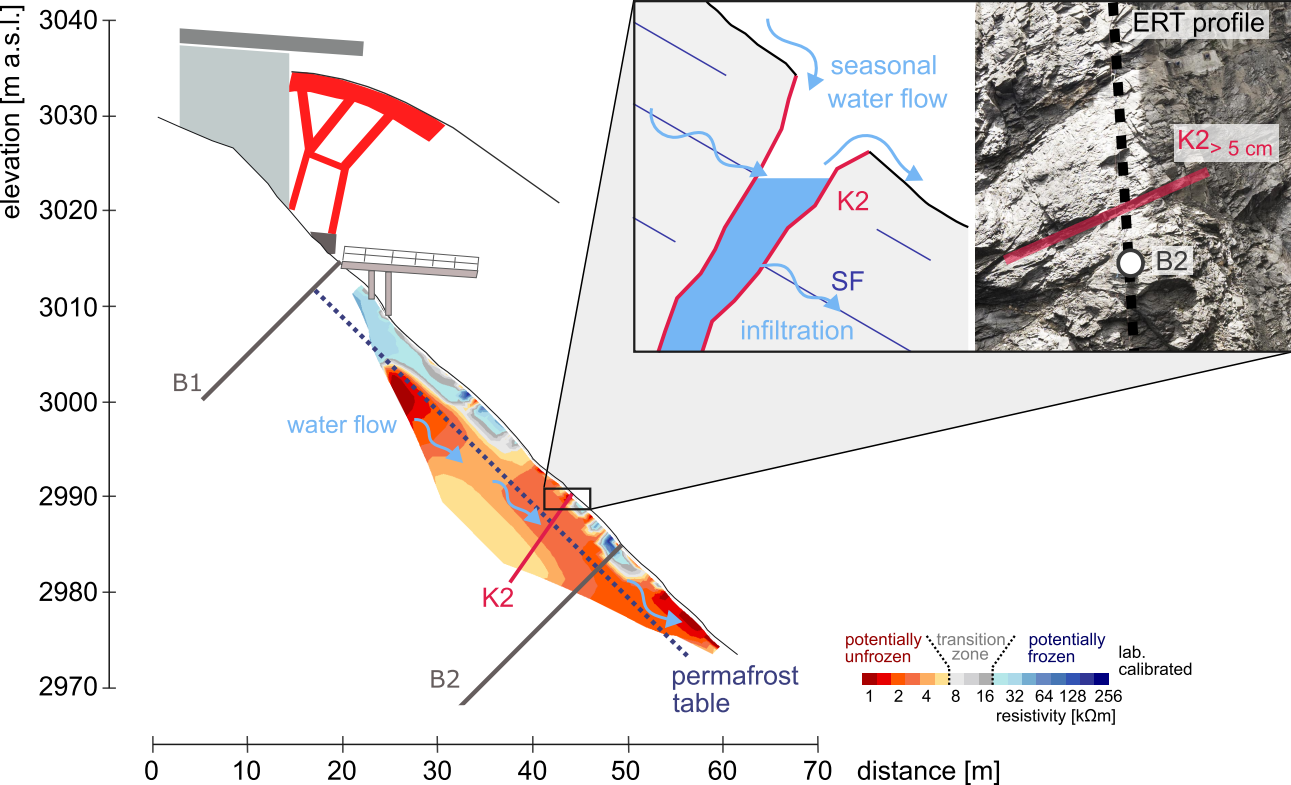 elevation [m a.s.l.]
3040
3030
3020
3010
3000
2990
2980
2970
0
10
20
30
40
50
60
70
distance [m]
B1
water flow
K2
B2
permafrost
table
seasonal
water flow
K2
SF
infiltration
ERT profile
K2> 5 cm
B2
potentially
unfrozen
transition
zone
potentially
frozen
lab.
calibrated
1 2 4 8 16 32 64 128 256
resistivity [kΩm]